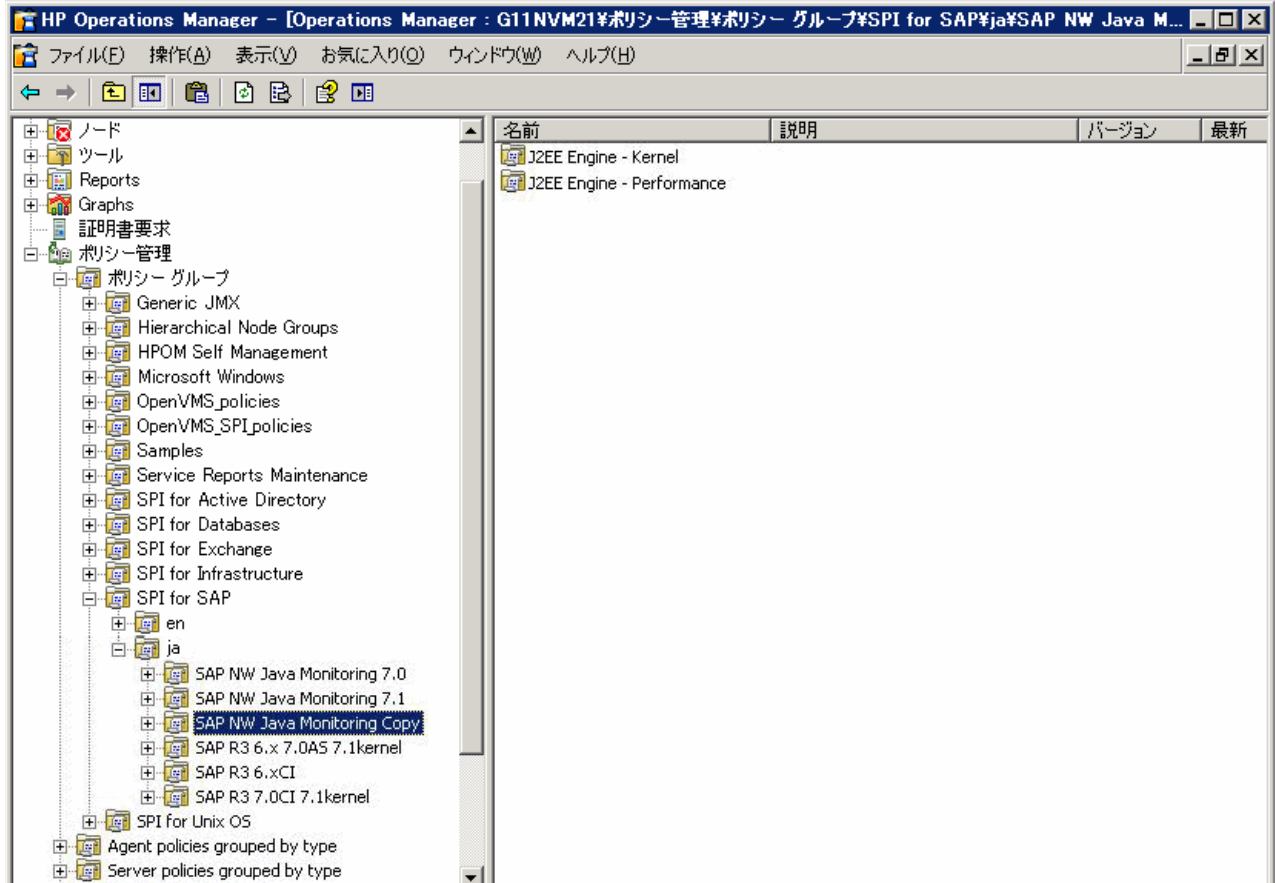 HP Operations Manager - [Operations Manager : G11NVM21¥ポリシー管理¥ポリシー グループ¥SPI for SAP¥ja¥SAP NW Java M...
ファイル(F) 操作(A) 表示(V) お気に入り(O) ウィンドウ(W) ヘルプ(H)
名前 説明 バージョン 最新
ノード
ツール
Reports
Graphs
証明書要求
ポリシー管理
ポリシー グループ
Generic JMX
Hierarchical Node Groups
HPOM Self Management
Microsoft Windows
OpenVMS_policies
OpenVMS_SPI_policies
Samples
Service Reports Maintenance
SPI for Active Directory
SPI for Databases
SPI for Exchange
SPI for Infrastructure
SPI for SAP
en
ja
SAP NW Java Monitoring 7.0
SAP NW Java Monitoring 7.1
SAP NW Java Monitoring Copy
SAP R3 6.x 7.0AS 7.1kernel
SAP R3 6.xCI
SAP R3 7.0CI 7.1kernel
SPI for Unix OS
Agent policies grouped by type
Server policies grouped by type
J2EE Engine - Kernel
J2EE Engine - Performance